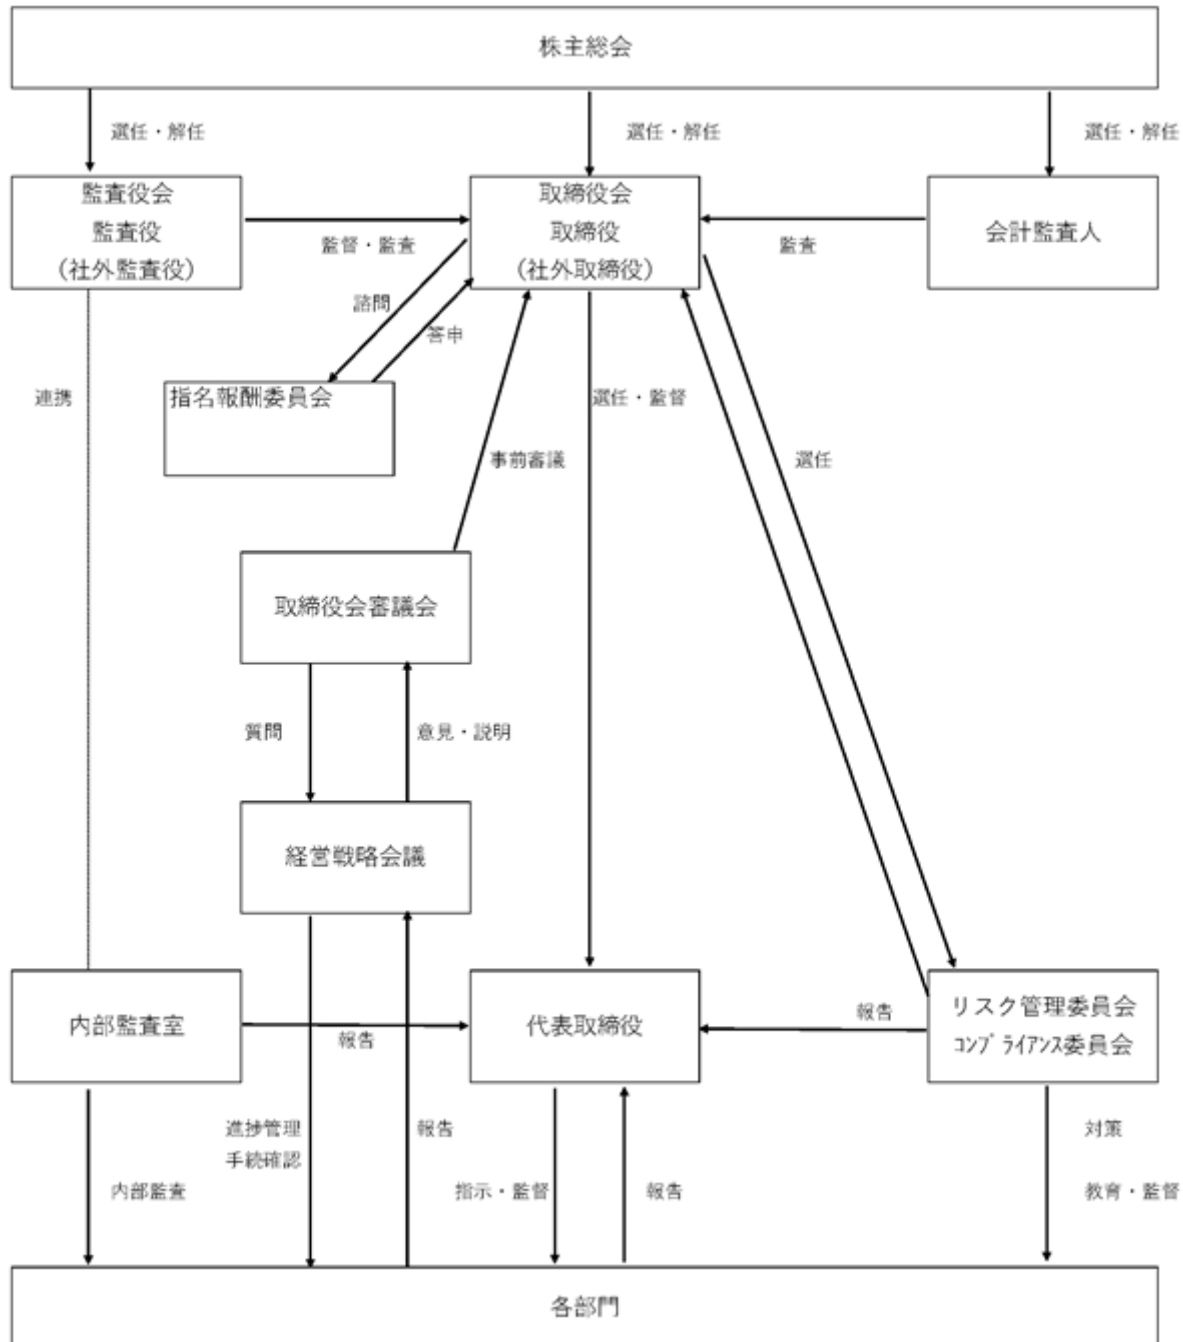 株主総会
選任・解任
選任・解任
選任・解任
監査役会
監査役
(社外監査役)
監督・監査
取締役会
取締役
(社外取締役)
監査
会計監査人
諮問
答申
連携
指名報酬委員会
選任・監督
事前審議
選任
取締役会審議会
質問
意見・説明
経営戦略会議
内部監査室
報告
代表取締役
報告
リスク管理委員会
コンプライアンス委員会
進捗管理
手続確認
報告
対策
内部監査
指示・監督
報告
教育・監督
各部門